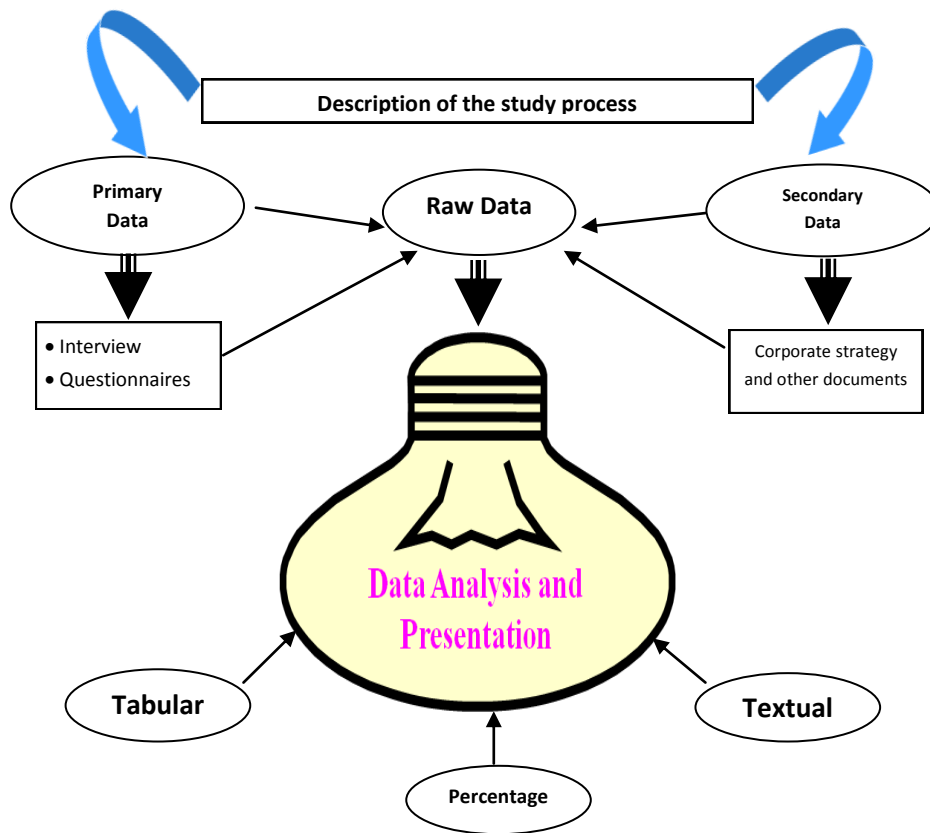 Description of the study process
Primary
Data
Raw Data
Secondary
Data
• Interview
• Questionnaires
Corporate strategy
and other documents
Data Analysis and
Presentation
Tabular
Textual
Percentage